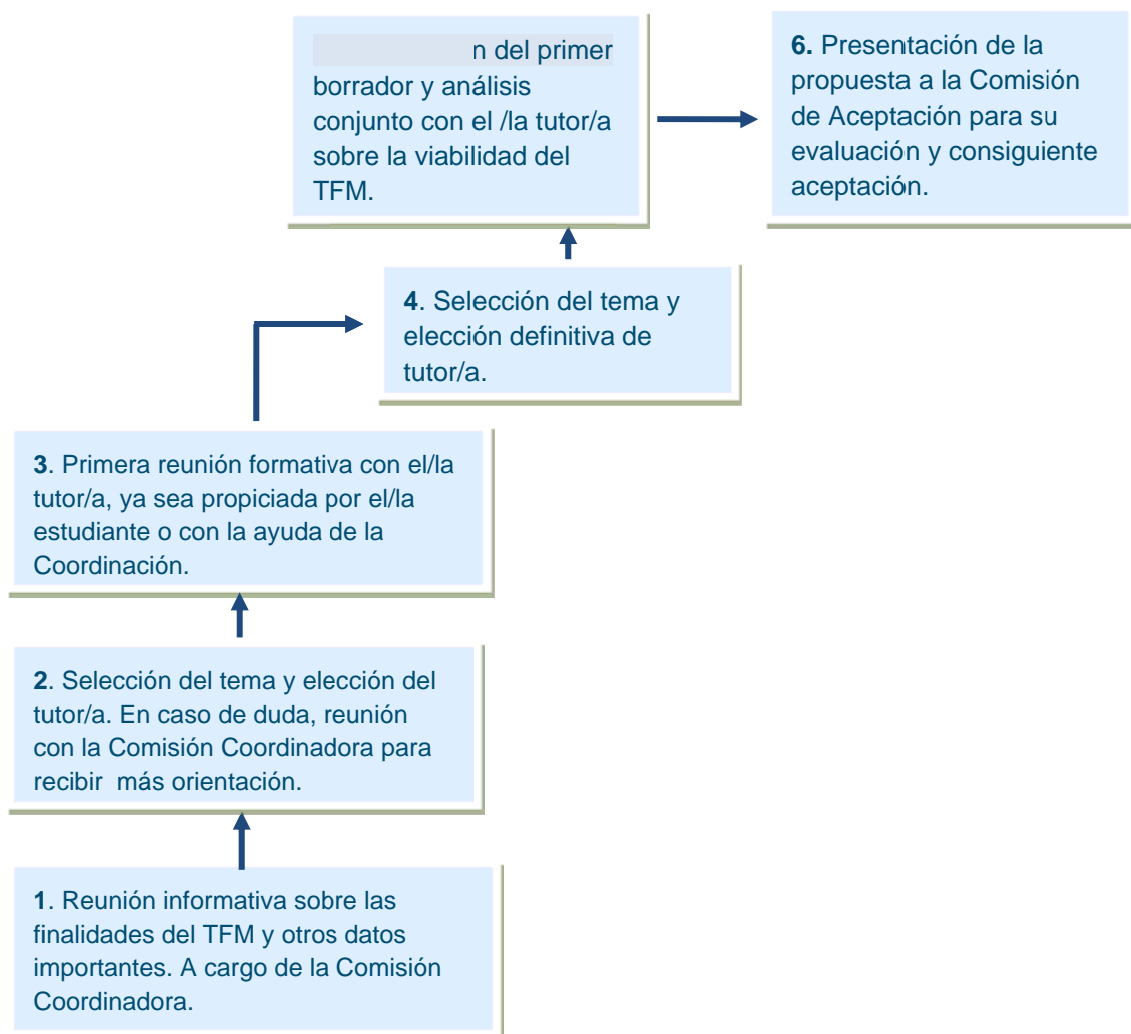 n del primer
borrador y análisis
conjunto con el /la tutor/a
sobre la viabilidad del
TFM.
6. Presentación de la
propuesta a la Comisión
de Aceptación para su
evaluación y consiguiente
aceptación.
4. Selección del tema y
elección definitiva de
tutor/a.
3. Primera reunión formativa con el/la
tutor/a, ya sea propiciada por el/la
estudiante o con la ayuda de la
Coordinación.
2. Selección del tema y elección del
tutor/a. En caso de duda, reunión
con la Comisión Coordinadora para
recibir más orientación.
1. Reunión informativa sobre las
finalidades del TFM y otros datos
importantes. A cargo de la Comisión
Coordinadora.